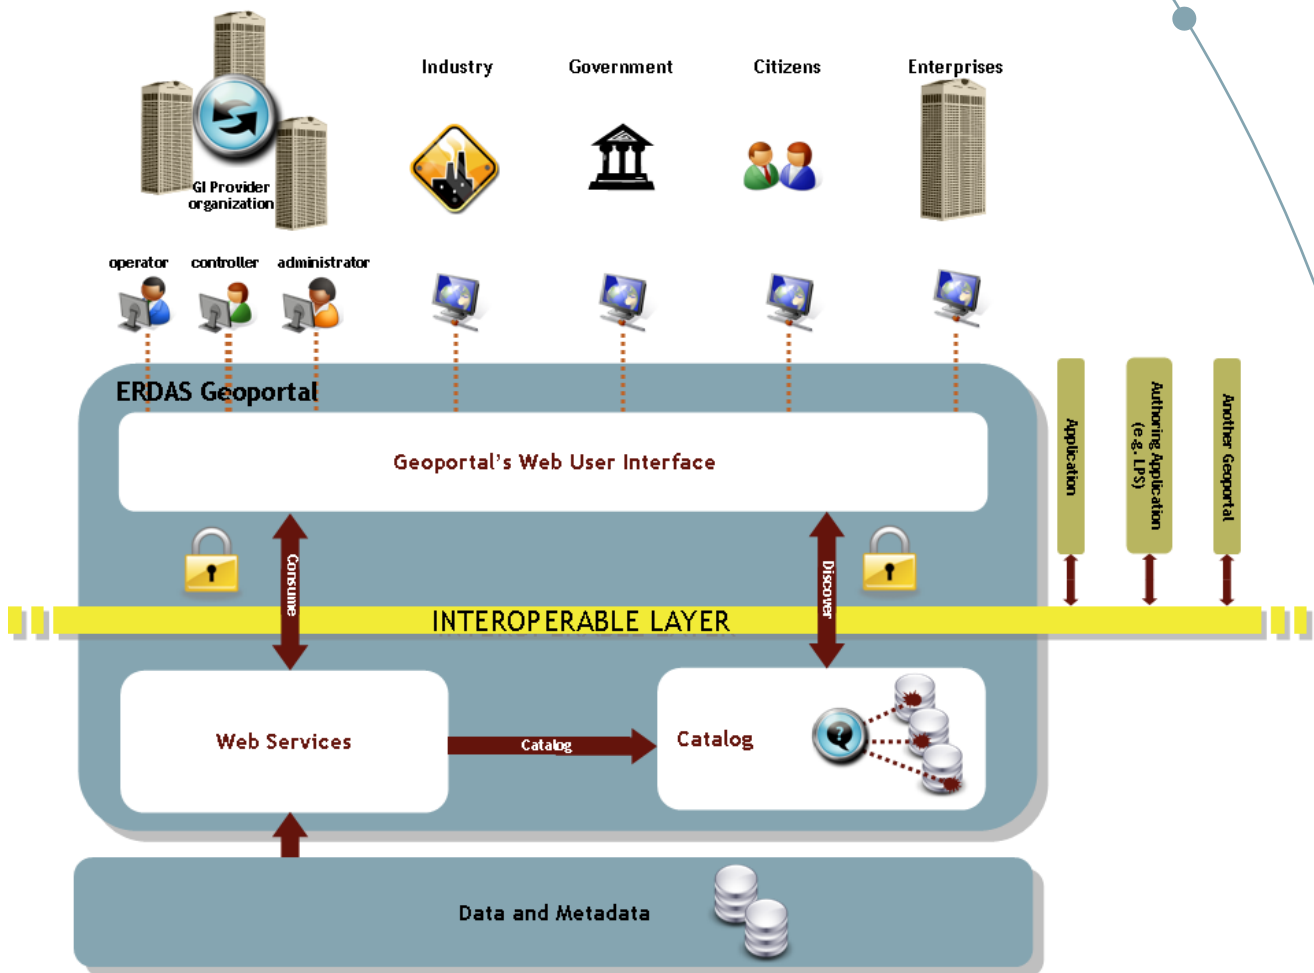 Industry
Government
Citizens
Enterprises
GI Provider
organization
operator
controller
administrator
ERDAS Geoportal
Geoportal's Web User Interface
Application
Authoring Application
(e.g. LPS)
Another Geoportal
Consume
Discover
INTEROPERABLE LAYER
Web Services
Catalog
Catalog
?
Data and Metadata